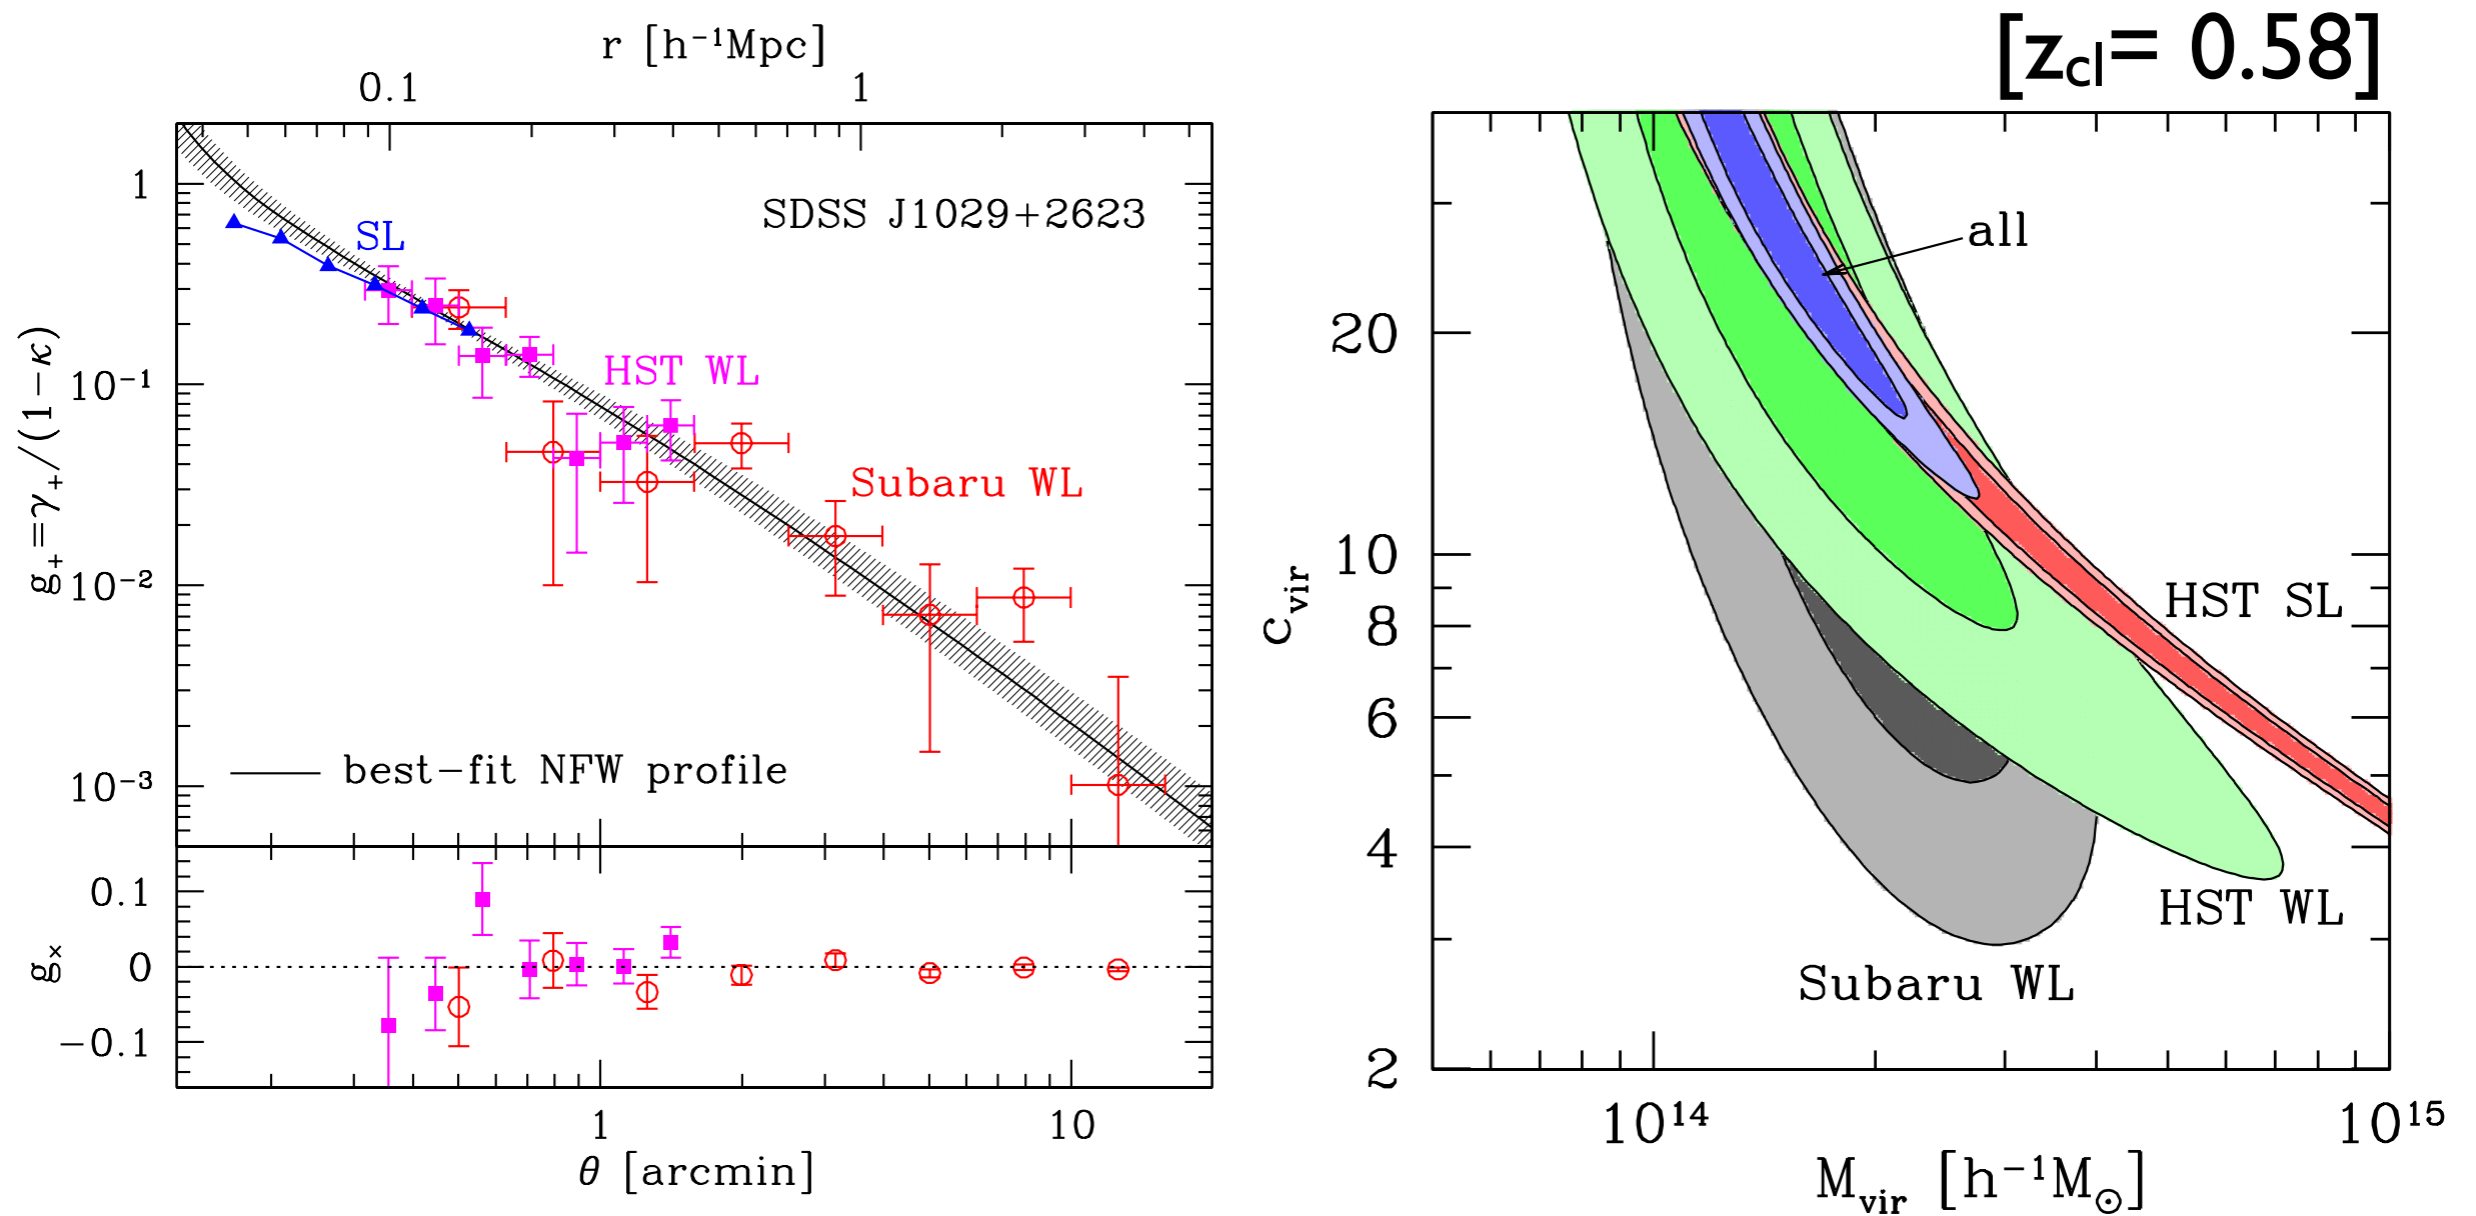 r [h⁻¹Mpc]
0.1 1
SDSS J1029+2623
SL
HST WL
Subaru WL
best-fit NFW profile
g₊=γ₊/(1−κ)
1
10⁻¹
10⁻²
10⁻³
gₓ
0.1
0
−0.1
1 10
θ [arcmin]
[z_cl= 0.58]
all
HST SL
HST WL
Subaru WL
c_vir
20
10
8
6
4
2
10¹⁴ 10¹⁵
M_vir [h⁻¹M_⊙]